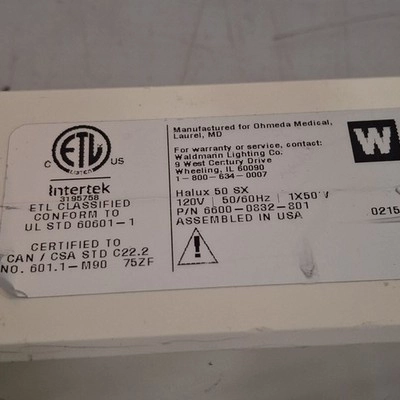 Manufactured for Ohmeda Medical,
Laurel, MD
For warranty or service, contact:
Waldmann Lighting Co.
9 West Century Drive
Wheeling, IL 60090
1-800-634-0007
Halux 50 SX
120V | 50/60Hz | 1X50W
P/N 6600-0832-801
ASSEMBLED IN USA
W
0215
C ETL US
LISTED
Intertek
3195758
ETL CLASSIFIED
CONFORM TO
UL STD 60601-1
CERTIFIED TO
CAN / CSA STD C22.2
NO. 601.1-M90 75ZF